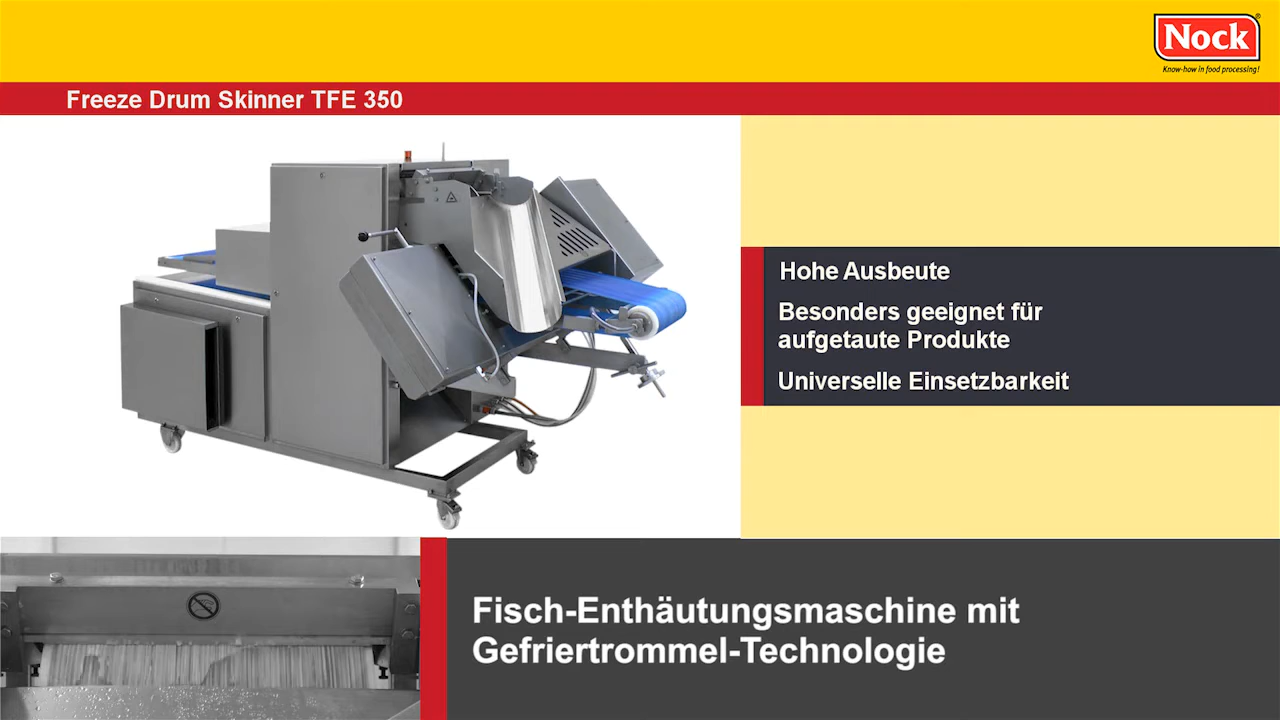 Nock
Know-how in food processing!
Freeze Drum Skinner TFE 350
Hohe Ausbeute
Besonders geeignet für
aufgetaute Produkte
Universelle Einsetzbarkeit
Fisch-Enthäutungsmaschine mit
Gefriertrommel-Technologie